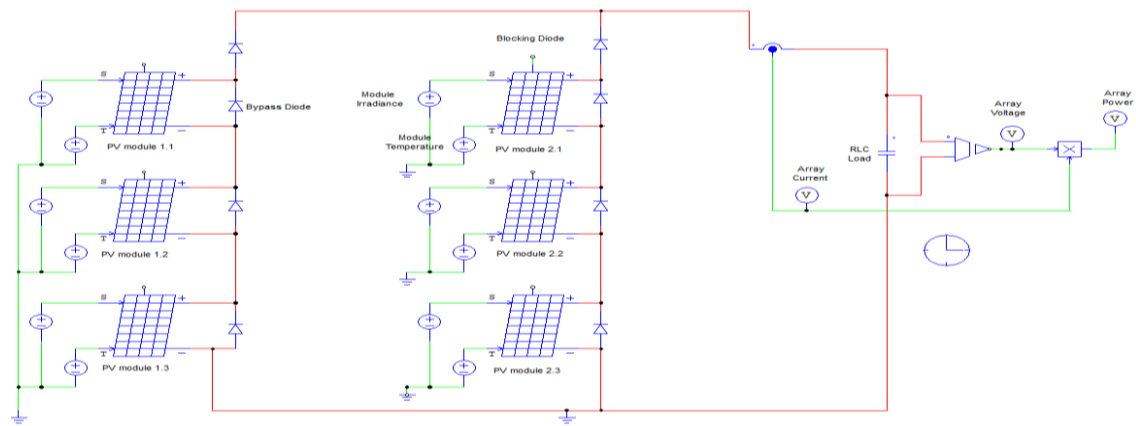 Blocking Diode
S
+
Bypass Diode
T
−
PV module 1.1
Module
Irradiance
Module
Temperature
S
+
T
−
PV module 2.1
Array
Voltage
Array
Power
V
V
RLC
Load
Array
Current
V
S
+
T
−
PV module 1.2
S
+
T
−
PV module 2.2
S
+
T
−
PV module 1.3
S
+
T
−
PV module 2.3